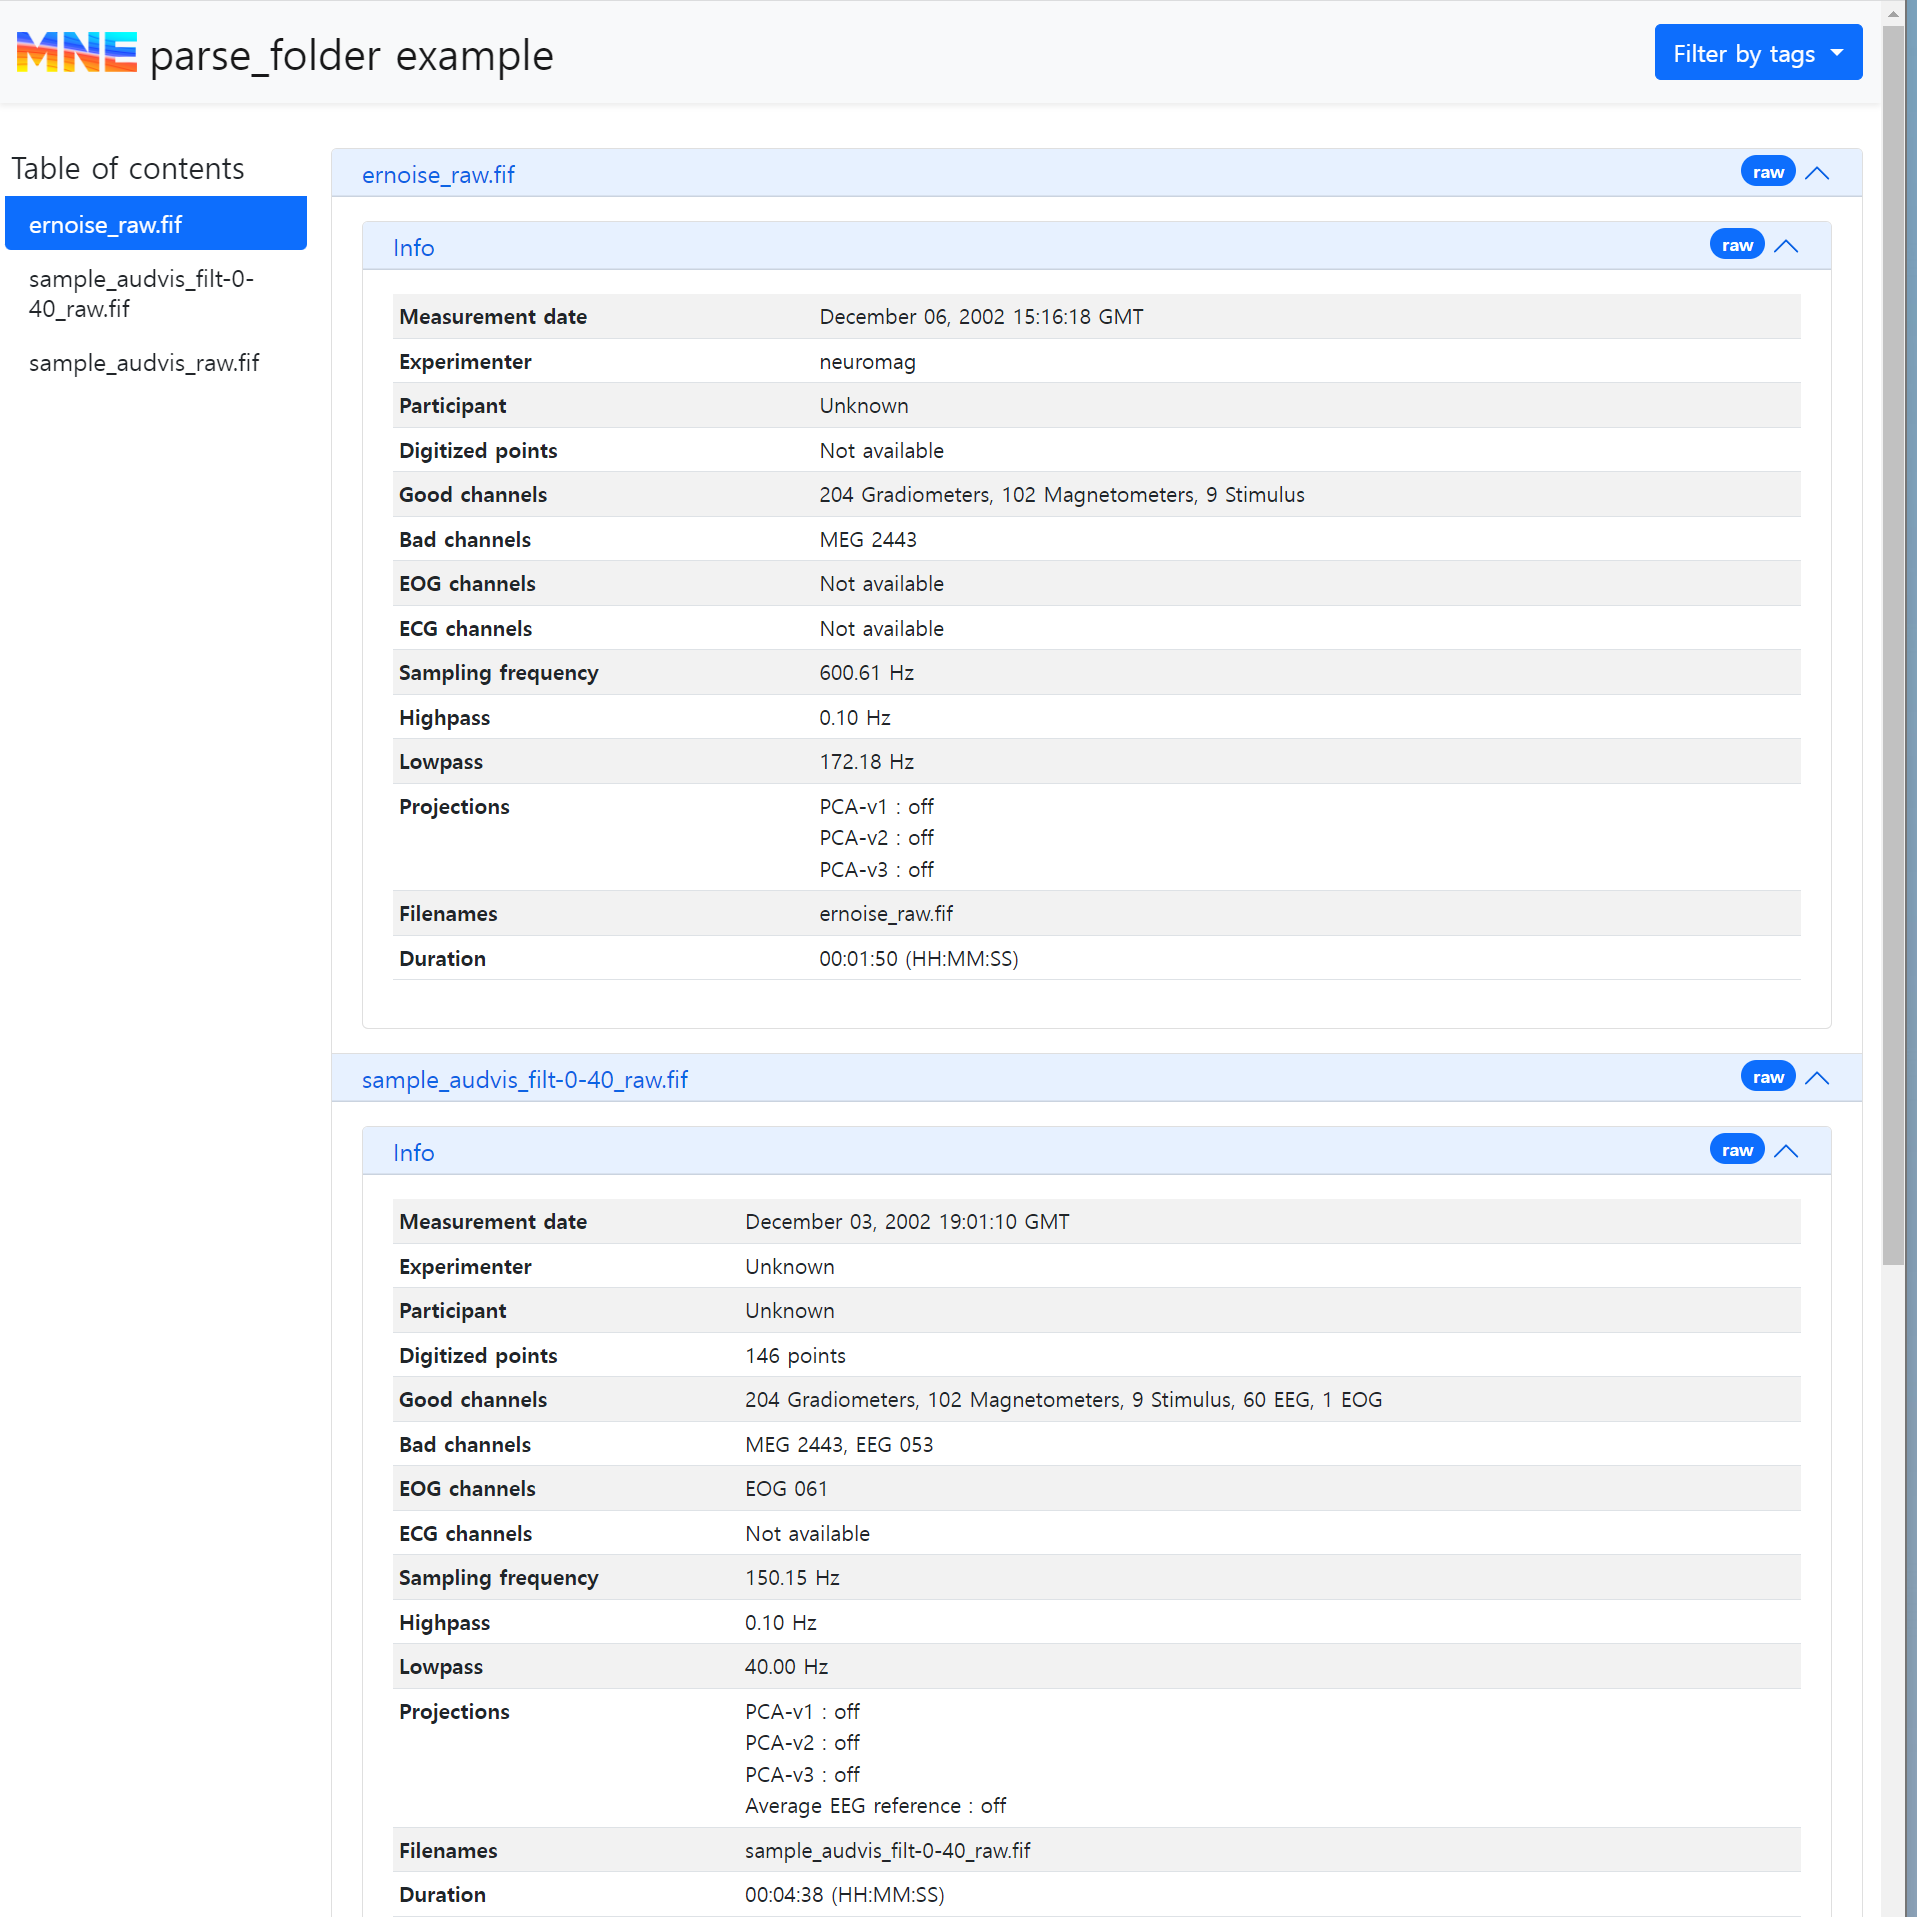 MNE parse_folder example
Filter by tags
Table of contents
ernoise_raw.fif
sample_audvis_filt-0-
40_raw.fif
sample_audvis_raw.fif
ernoise_raw.fif raw
Info raw
Measurement date December 06, 2002 15:16:18 GMT
Experimenter neuromag
Participant Unknown
Digitized points Not available
Good channels 204 Gradiometers, 102 Magnetometers, 9 Stimulus
Bad channels MEG 2443
EOG channels Not available
ECG channels Not available
Sampling frequency 600.61 Hz
Highpass 0.10 Hz
Lowpass 172.18 Hz
Projections PCA-v1 : off
PCA-v2 : off
PCA-v3 : off
Filenames ernoise_raw.fif
Duration 00:01:50 (HH:MM:SS)
sample_audvis_filt-0-40_raw.fif raw
Info raw
Measurement date December 03, 2002 19:01:10 GMT
Experimenter Unknown
Participant Unknown
Digitized points 146 points
Good channels 204 Gradiometers, 102 Magnetometers, 9 Stimulus, 60 EEG, 1 EOG
Bad channels MEG 2443, EEG 053
EOG channels EOG 061
ECG channels Not available
Sampling frequency 150.15 Hz
Highpass 0.10 Hz
Lowpass 40.00 Hz
Projections PCA-v1 : off
PCA-v2 : off
PCA-v3 : off
Average EEG reference : off
Filenames sample_audvis_filt-0-40_raw.fif
Duration 00:04:38 (HH:MM:SS)